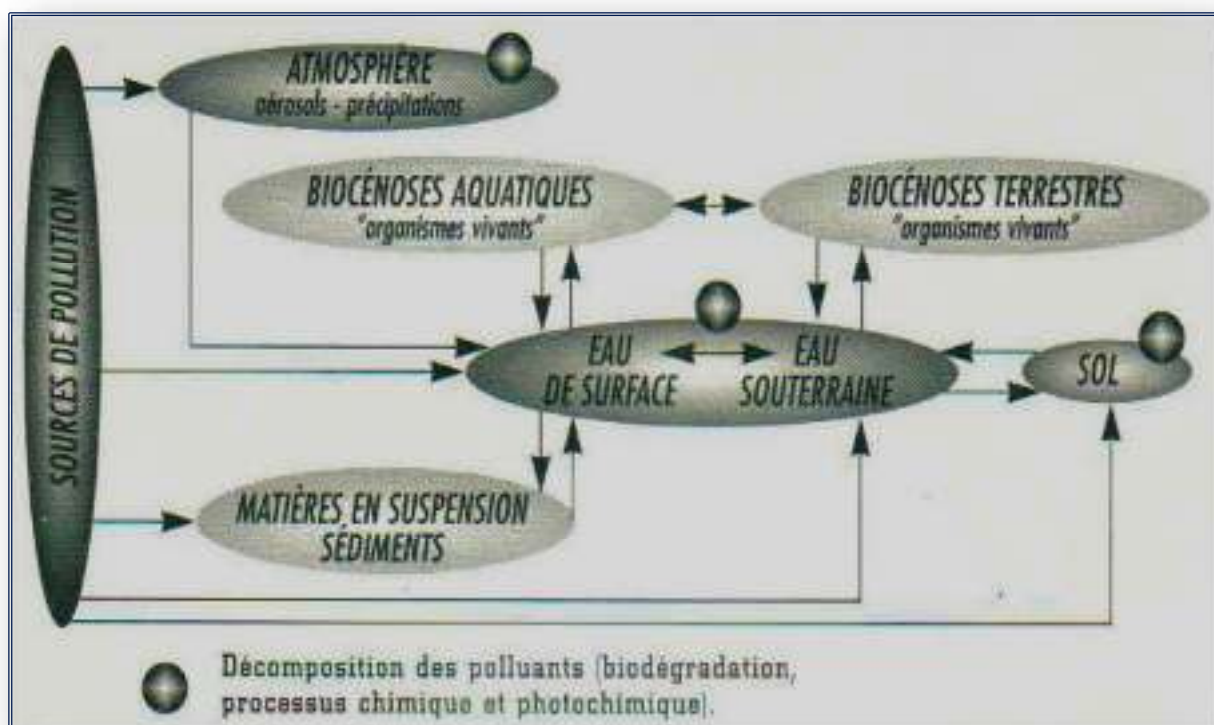 ATMOSPHÈRE
aérosols - précipitations
BIOCÉNOSES AQUATIQUES
"organismes vivants"
BIOCÉNOSES TERRESTRES
"organismes vivants"
SOURCES DE POLLUTION
EAU
DE SURFACE
EAU
SOUTERRAINE
SOL
MATIÈRES EN SUSPENSION
SÉDIMENTS
Décomposition des polluants (biodégradation,
processus chimique et photochimique).